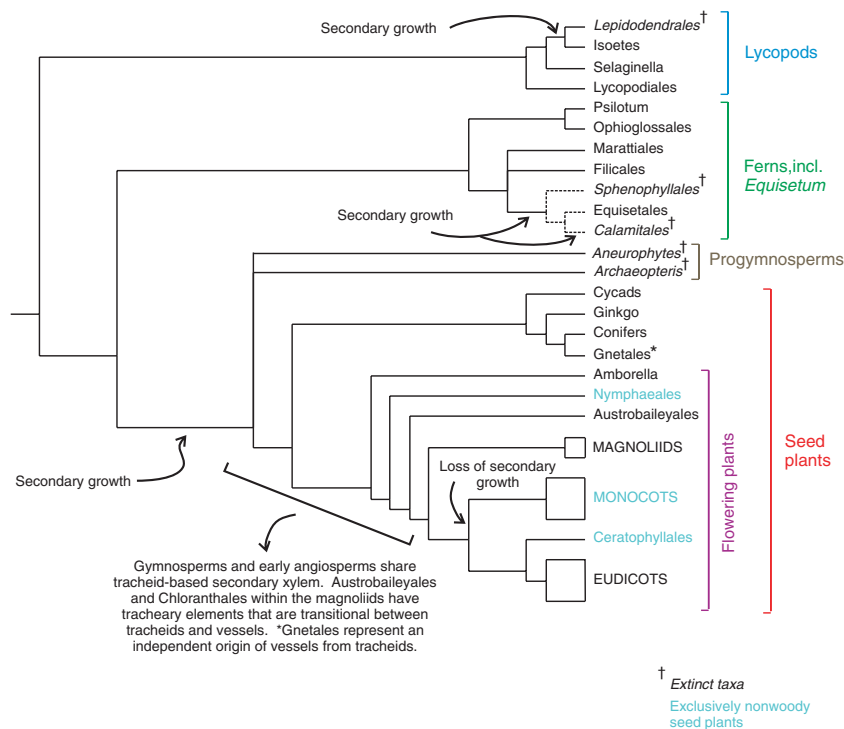 Secondary growth
Lepidodendrales†
Isoetes
Selaginella
Lycopodiales
Lycopods
Psilotum
Ophioglossales
Marattiales
Filicales
Sphenophyllales†
Equisetales
Calamitales†
Ferns,incl.
Equisetum
Secondary growth
Aneurophytes†
Archaeopteris†
Progymnosperms
Cycads
Ginkgo
Conifers
Gnetales*
Amborella
Nymphaeales
Austrobaileyales
MAGNOLIIDS
MONOCOTS
Ceratophyllales
EUDICOTS
Flowering plants
Seed
plants
Secondary growth
Loss of secondary
growth
Gymnosperms and early angiosperms share
tracheid-based secondary xylem. Austrobaileyales
and Chloranthales within the magnoliids have
tracheary elements that are transitional between
tracheids and vessels. *Gnetales represent an
independent origin of vessels from tracheids.
† Extinct taxa
Exclusively nonwoody
seed plants